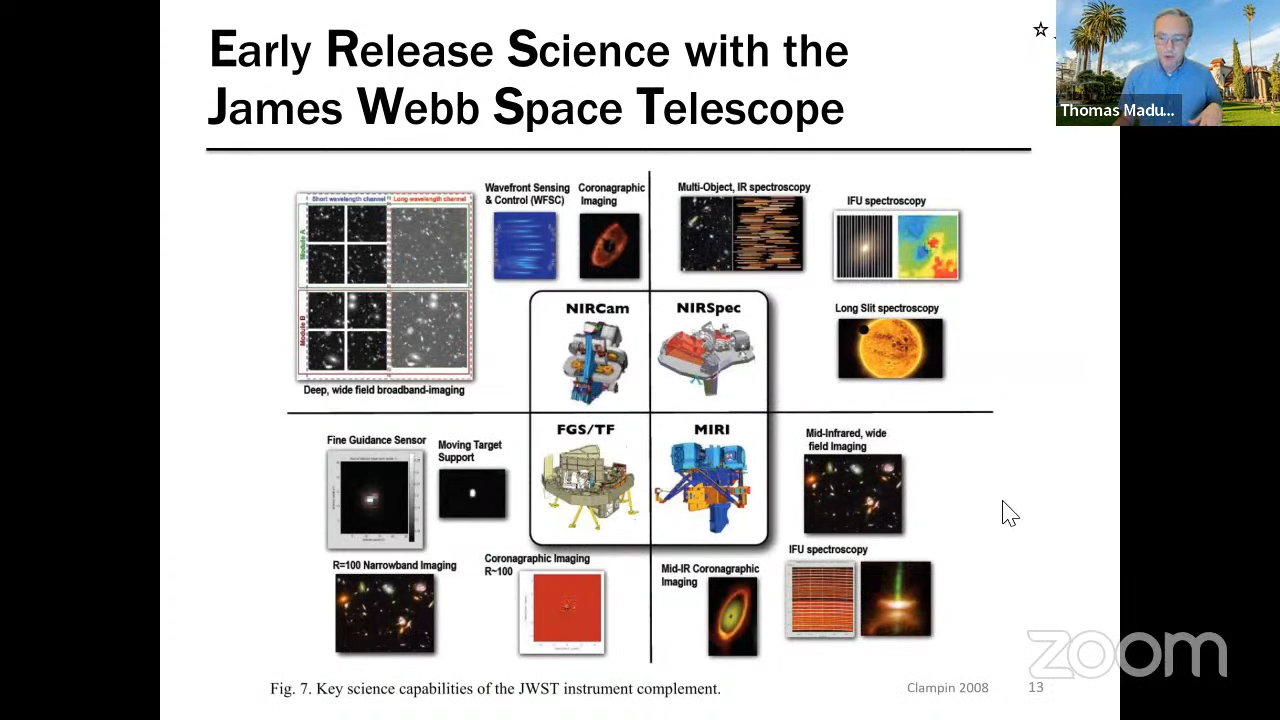 Early Release Science with the
James Webb Space Telescope
Thomas Madu...
Short wavelength channel
Long wavelength channel
Module A
Module B
Deep, wide field broadband-imaging
Wavefront Sensing
& Control (WFSC)
Coronagraphic
Imaging
Multi-Object, IR spectroscopy
IFU spectroscopy
Long Slit spectroscopy
NIRCam
NIRSpec
FGS/TF
MIRI
Fine Guidance Sensor
Moving Target
Support
R=100 Narrowband Imaging
Coronagraphic Imaging
R~100
Mid-Infrared, wide
field Imaging
IFU spectroscopy
Mid-IR Coronagraphic
Imaging
Fig. 7. Key science capabilities of the JWST instrument complement.
Clampin 2008
13
zoom